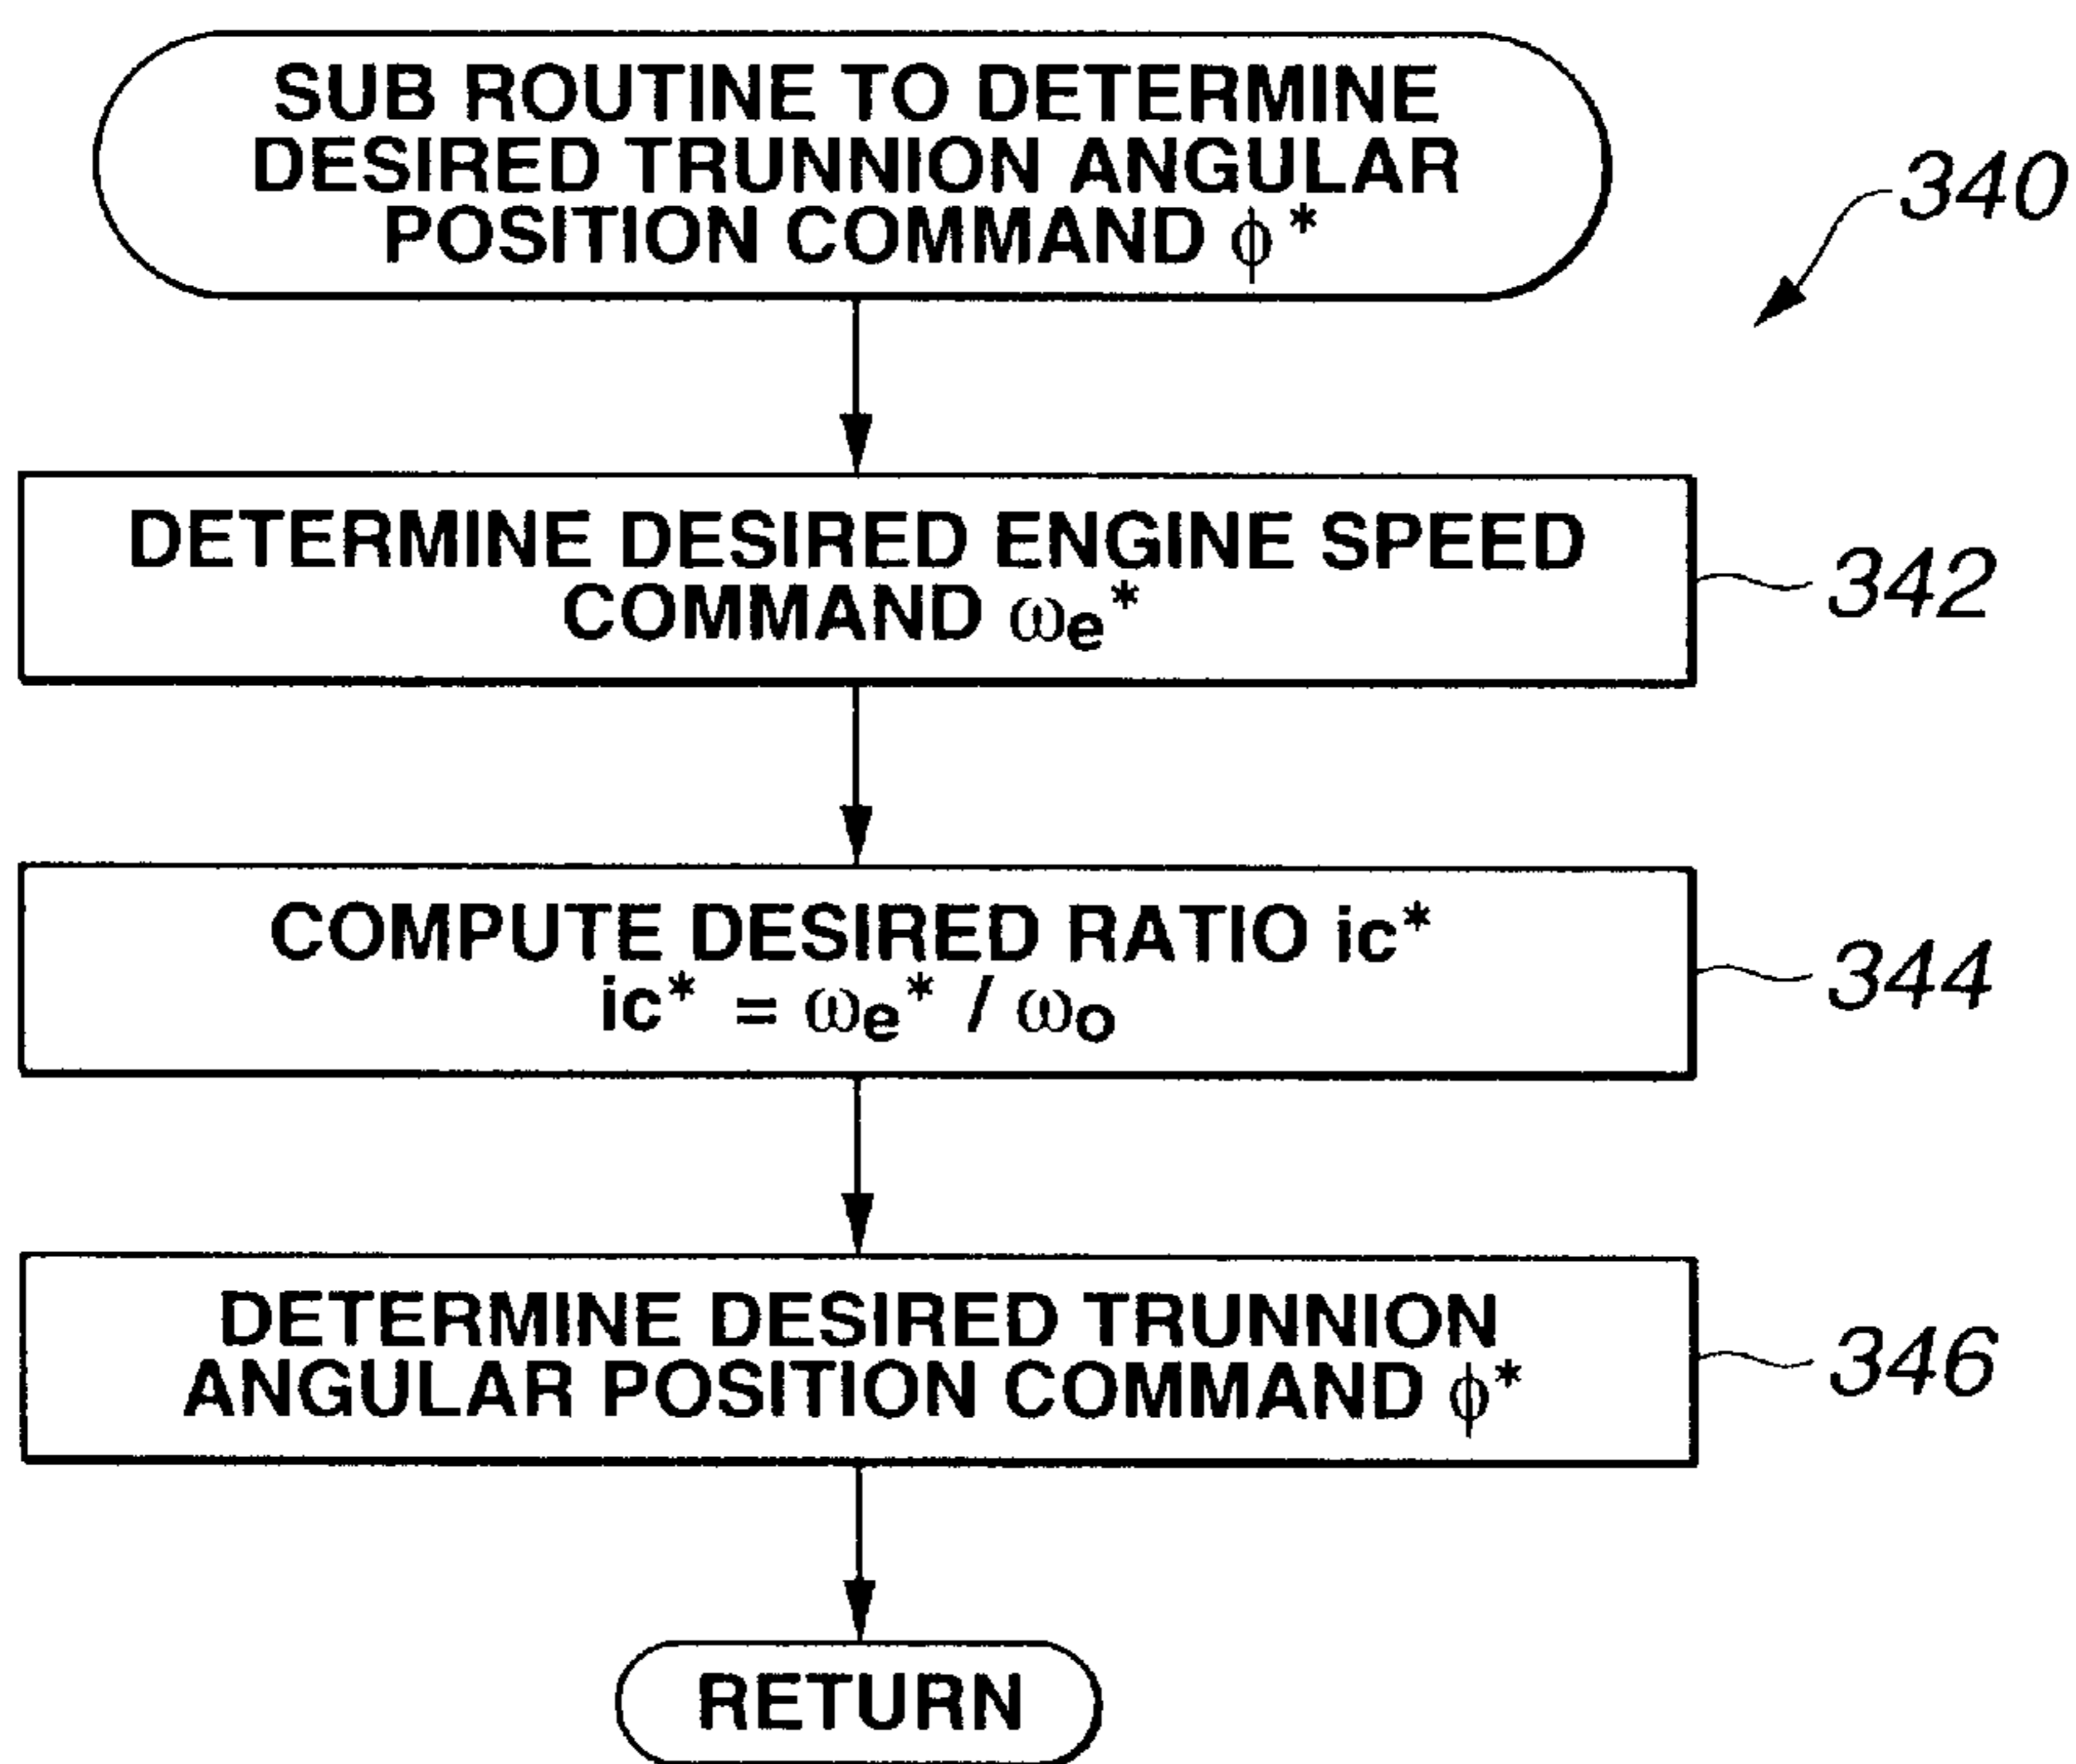 SUB ROUTINE TO DETERMINE
DESIRED TRUNNION ANGULAR
POSITION COMMAND ϕ*
340
DETERMINE DESIRED ENGINE SPEED
COMMAND ωe*
342
COMPUTE DESIRED RATIO ic*
ic* = ωe* / ωo
344
DETERMINE DESIRED TRUNNION
ANGULAR POSITION COMMAND ϕ*
346
RETURN